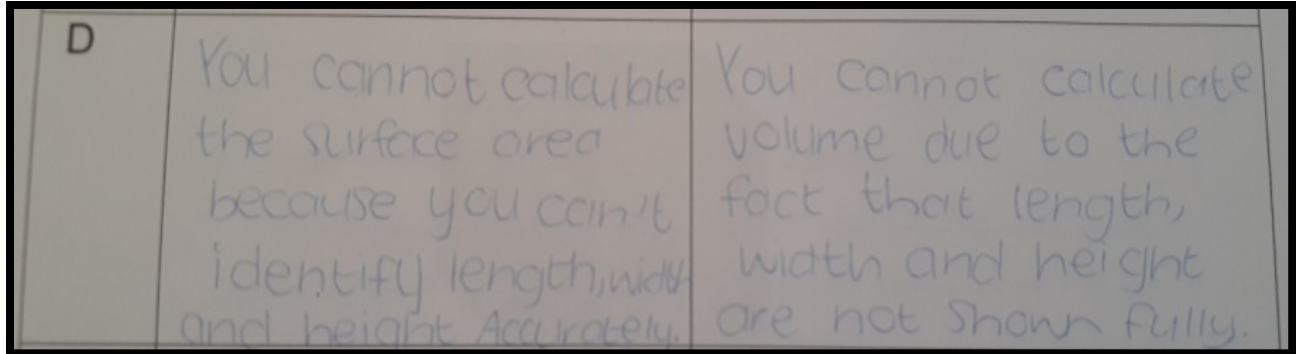 D
You cannot calculate
the surface area
because you can't
identify length, width
and height Accurately.
You cannot calculate
volume due to the
fact that length,
width and height
are not shown fully.